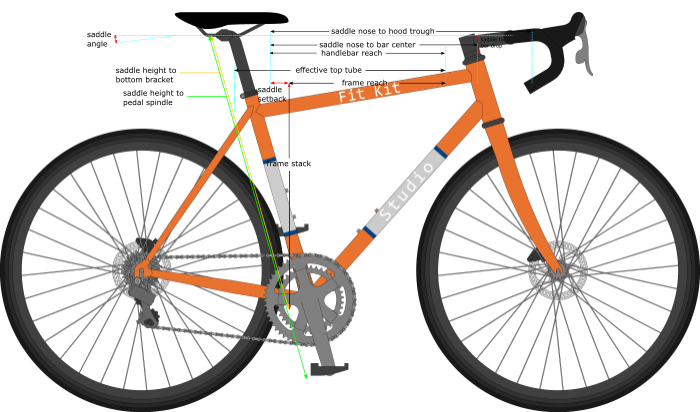 saddle nose to hood trough
saddle
angle
saddle nose to bar center
handlebar reach
saddle height to
bottom bracket
effective top tube
frame reach
saddle
setback
Fit Kit
saddle height to
pedal spindle
frame stack
Studio